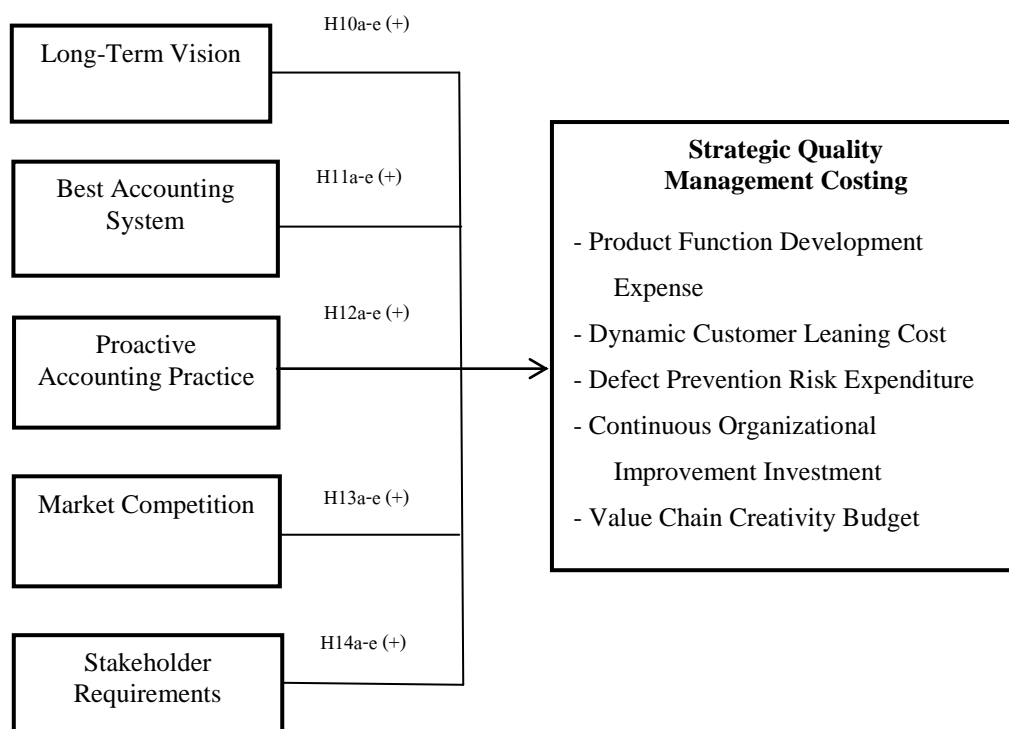 H10a-e (+)
Long-Term Vision
H11a-e (+)
Best Accounting
System
H12a-e (+)
Proactive
Accounting Practice
H13a-e (+)
Market Competition
H14a-e (+)
Stakeholder
Requirements
Strategic Quality
Management Costing
- Product Function Development
Expense
- Dynamic Customer Leaning Cost
- Defect Prevention Risk Expenditure
- Continuous Organizational
Improvement Investment
- Value Chain Creativity Budget